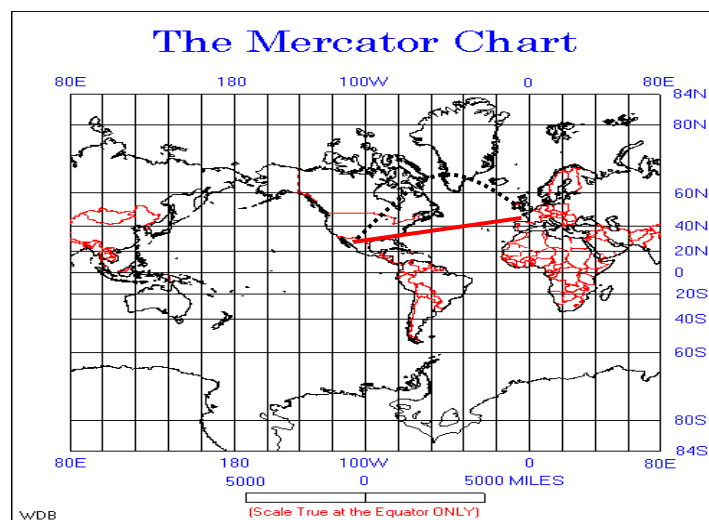 The Mercator Chart
80E 180 100W 0 80E
84N
80N
60N
40N
20N
0
20S
40S
60S
80S
84S
80E 180 100W 0 80E
5000 0 5000 MILES
(Scale True at the Equator ONLY)
WDB